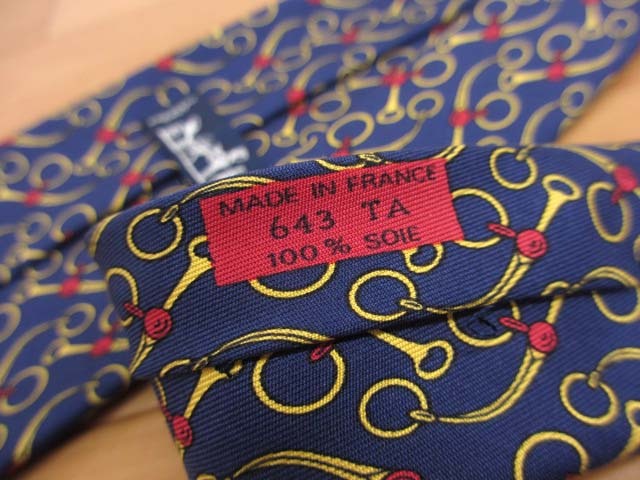 MADE IN FRANCE
643 TA
100% SOIE